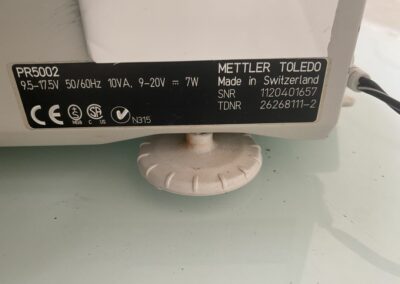 PR5002
9.5-17.5V 50/60Hz 10VA, 9-20V ⎓ 7W
METTLER TOLEDO
Made in Switzerland
SNR 1120401657
TDNR 26268111-2
CE
C US
N315